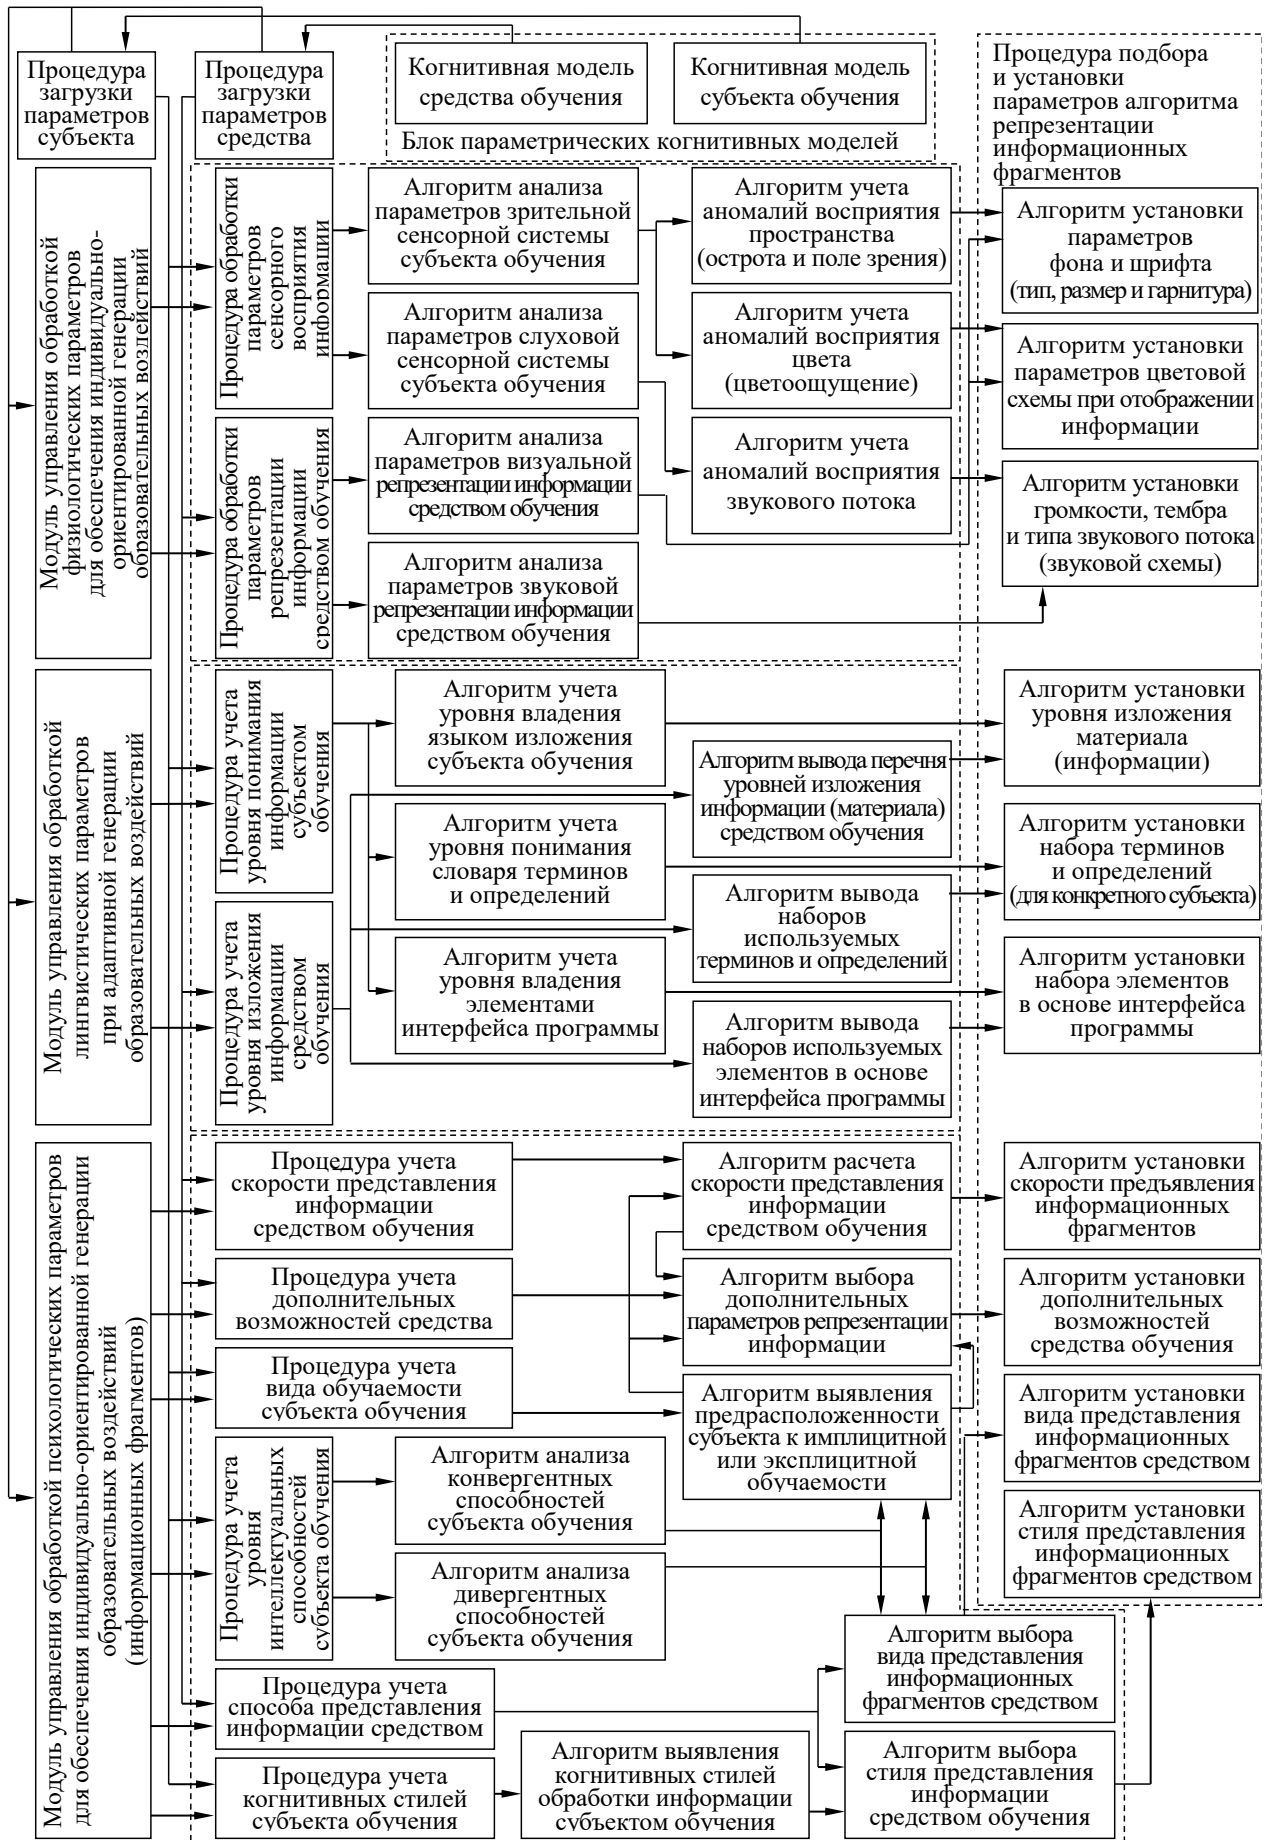 Процедура
загрузки
параметров
субъекта
Процедура
загрузки
параметров
средства
Когнитивная модель
средства обучения
Когнитивная модель
субъекта обучения
Блок параметрических когнитивных моделей
Процедура подбора
и установки
параметров алгоритма
репрезентации
информационных
фрагментов
Модуль управления обработкой
физиологических параметров
для обеспечения индивидуально-
ориентированной генерации
образовательных воздействий
Процедура обработки
параметров
сенсорного
восприятия
информации
Алгоритм анализа
параметров зрительной
сенсорной системы
субъекта обучения
Алгоритм учета
аномалий восприятия
пространства
(острота и поле зрения)
Алгоритм установки
параметров
фона и шрифта
(тип, размер и гарнитура)
Алгоритм анализа
параметров слуховой
сенсорной системы
субъекта обучения
Алгоритм учета
аномалий восприятия
цвета
(цветоощущение)
Алгоритм установки
параметров цветовой
схемы при отображении
информации
Процедура обработки
параметров
репрезентации
информации
средством обучения
Алгоритм анализа
параметров визуальной
репрезентации информации
средством обучения
Алгоритм учета
аномалий восприятия
звукового потока
Алгоритм установки
громкости, тембра
и типа звукового потока
(звуковой схемы)
Алгоритм анализа
параметров звуковой
репрезентации информации
средством обучения
Модуль управления обработкой
лингвистических параметров
при адаптивной генерации
образовательных воздействий
Процедура учета
уровня понимания
информации
субъектом
обучения
Алгоритм учета
уровня владения
языком изложения
субъекта обучения
Алгоритм установки
уровня изложения
материала
(информации)
Алгоритм вывода перечня
уровней изложения
информации (материала)
средством обучения
Алгоритм учета
уровня понимания
словаря терминов
и определений
Алгоритм установки
набора терминов
и определений
(для конкретного субъекта)
Процедура учета
уровня изложения
информации
средством
обучения
Алгоритм вывода
наборов
используемых
терминов и определений
Алгоритм учета
уровня владения
элементами
интерфейса программы
Алгоритм установки
набора элементов
в основе интерфейса
программы
Алгоритм вывода
наборов используемых
элементов в основе
интерфейса программы
Модуль управления обработкой психологических параметров
для обеспечения индивидуально-ориентированной генерации
образовательных воздействий
(информационных фрагментов)
Процедура учета
скорости представления
информации
средством обучения
Алгоритм расчета
скорости представления
информации
средством обучения
Алгоритм установки
скорости предъявления
информационных
фрагментов
Процедура учета
дополнительных
возможностей средства
Алгоритм выбора
дополнительных
параметров репрезентации
информации
Алгоритм установки
дополнительных
возможностей
средства обучения
Процедура учета
вида обучаемости
субъекта обучения
Алгоритм выявления
предрасположенности
субъекта к имплицитной
или эксплицитной
обучаемости
Алгоритм установки
вида представления
информационных
фрагментов средством
Процедура учета
уровня
интеллектуальных
способностей
субъекта обучения
Алгоритм анализа
конвергентных
способностей
субъекта обучения
Алгоритм установки
стиля представления
информационных
фрагментов средством
Алгоритм анализа
дивергентных
способностей
субъекта обучения
Алгоритм выбора
вида представления
информационных
фрагментов средством
Процедура учета
способа представления
информации средством
Процедура учета
когнитивных стилей
субъекта обучения
Алгоритм выявления
когнитивных стилей
обработки информации
субъектом обучения
Алгоритм выбора
стиля представления
информации
средством обучения